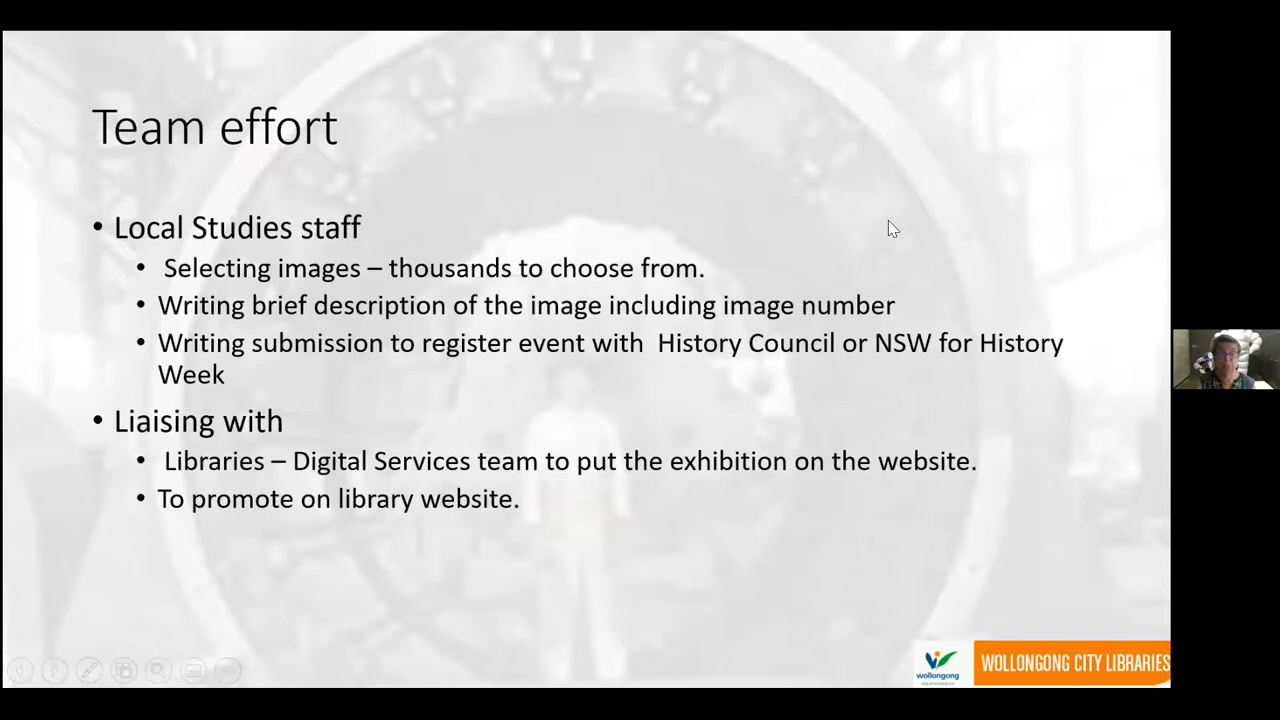 Team effort
• Local Studies staff
• Selecting images – thousands to choose from.
• Writing brief description of the image including image number
• Writing submission to register event with  History Council or NSW for History
Week
• Liaising with
• Libraries – Digital Services team to put the exhibition on the website.
• To promote on library website.
wollongong
WOLLONGONG CITY LIBRARIES